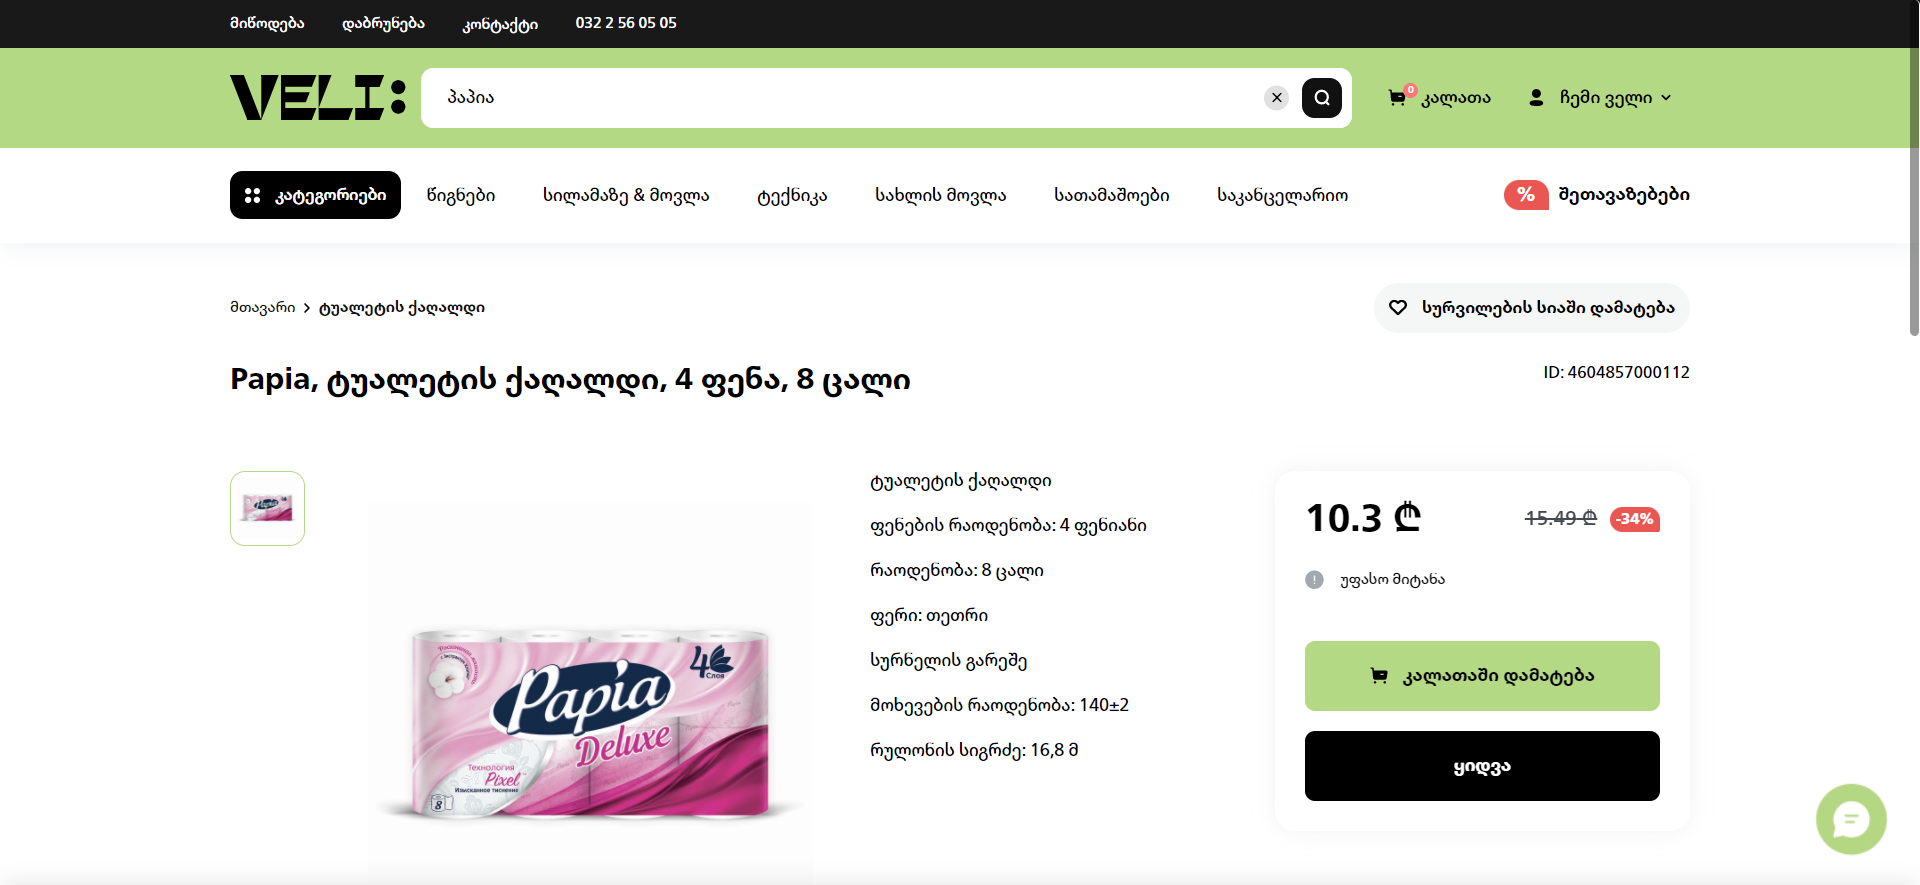 მიწოდება დაბრუნება კონტაქტი 032 2 56 05 05
VELI:
პაპია
0 კალათა ჩემი ველი
კატეგორიები წიგნები სილამაზე & მოვლა ტექნიკა სახლის მოვლა სათამაშოები საკანცელარიო % შეთავაზებები
მთავარი > ტუალეტის ქაღალდი
სურვილების სიაში დამატება
Papia, ტუალეტის ქაღალდი, 4 ფენა, 8 ცალი
ID: 4604857000112
ტუალეტის ქაღალდი
ფენების რაოდენობა: 4 ფენიანი
რაოდენობა: 8 ცალი
ფერი: თეთრი
სურნელის გარეშე
მოხევების რაოდენობა: 140±2
რულონის სიგრძე: 16,8 მ
10.3 ₾ 15.49 ₾ -34%
უფასო მიტანა
კალათაში დამატება
ყიდვა
4
Слоя
Papia
Deluxe
Технология
Pixel
Изысканное тиснение
8